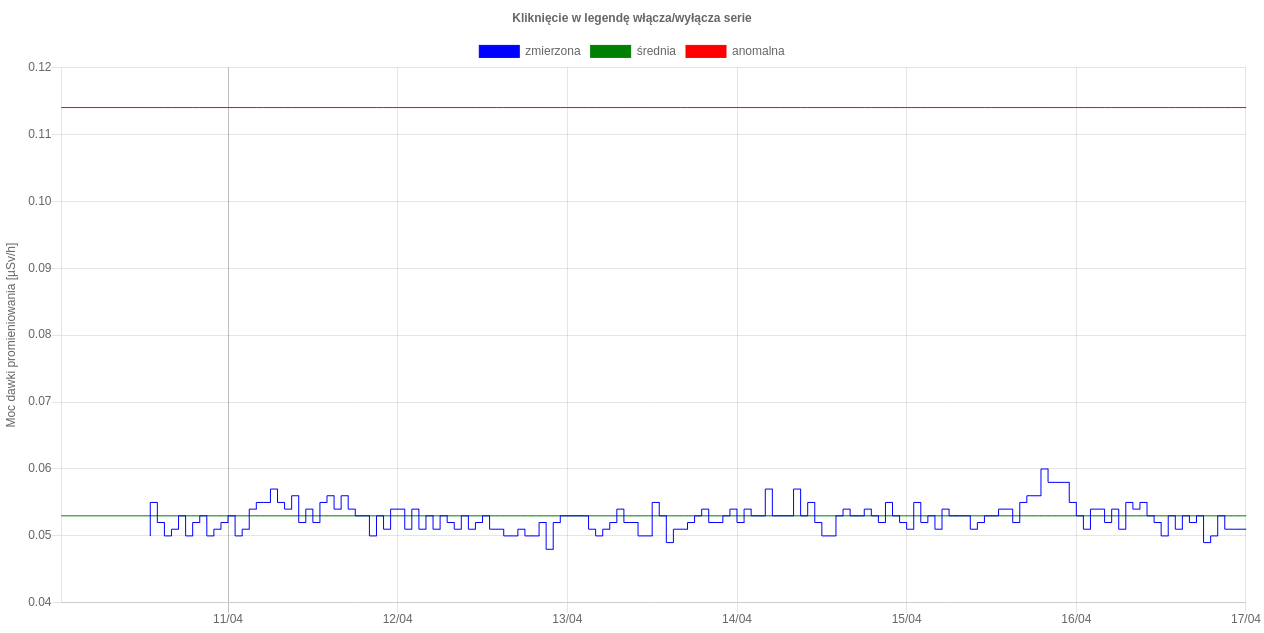 Kliknięcie w legendę włącza/wyłącza serie
zmierzona średnia anomalna
Moc dawki promieniowania [µSv/h]
0.12
0.11
0.10
0.09
0.08
0.07
0.06
0.05
0.04
11/04 12/04 13/04 14/04 15/04 16/04 17/04